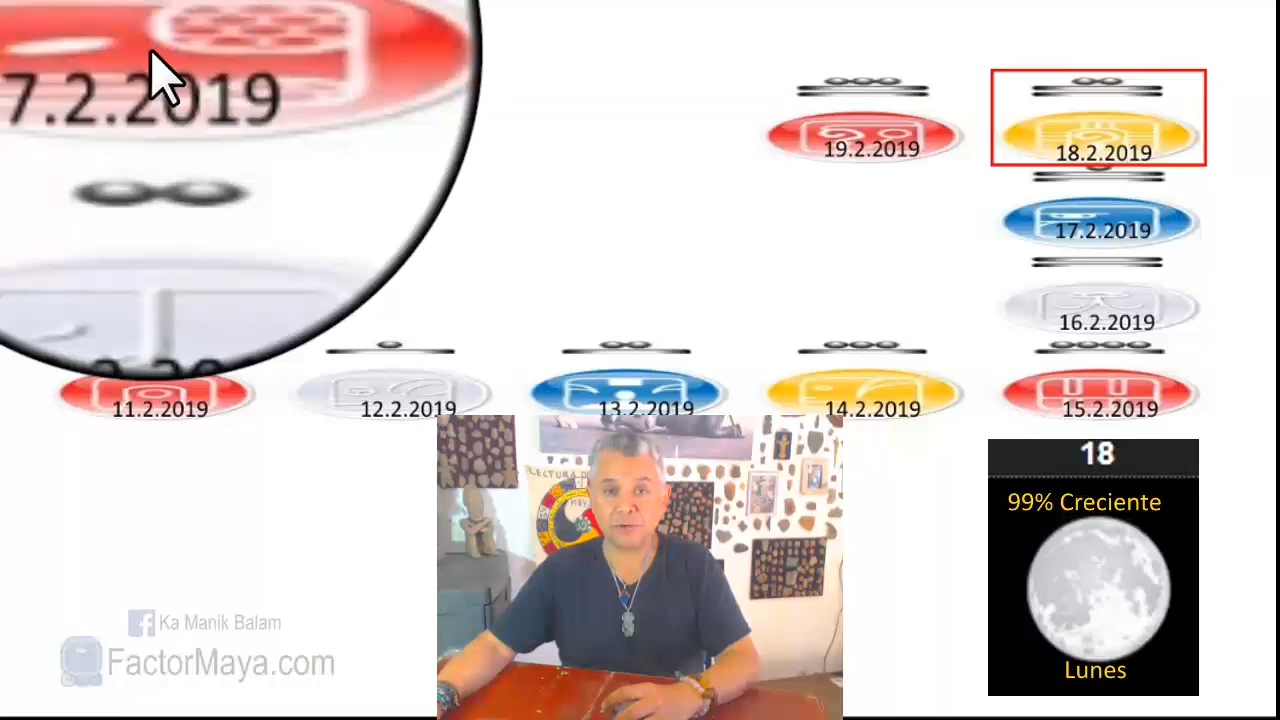 7.2.2019
19.2.2019
18.2.2019
17.2.2019
16.2.2019
11.2.2019
12.2.2019
13.2.2019
14.2.2019
15.2.2019
18
99% Creciente
Lunes
LECTURA
Ka Manik Balam
FactorMaya.com